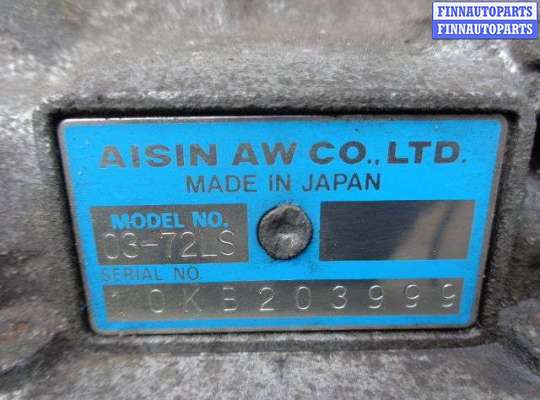 FINNAUTOPARTS
FINNAUTOPARTS
AISIN AW CO., LTD.
MADE IN JAPAN
MODEL NO.
03-72LS
SERIAL NO.
10KB203999